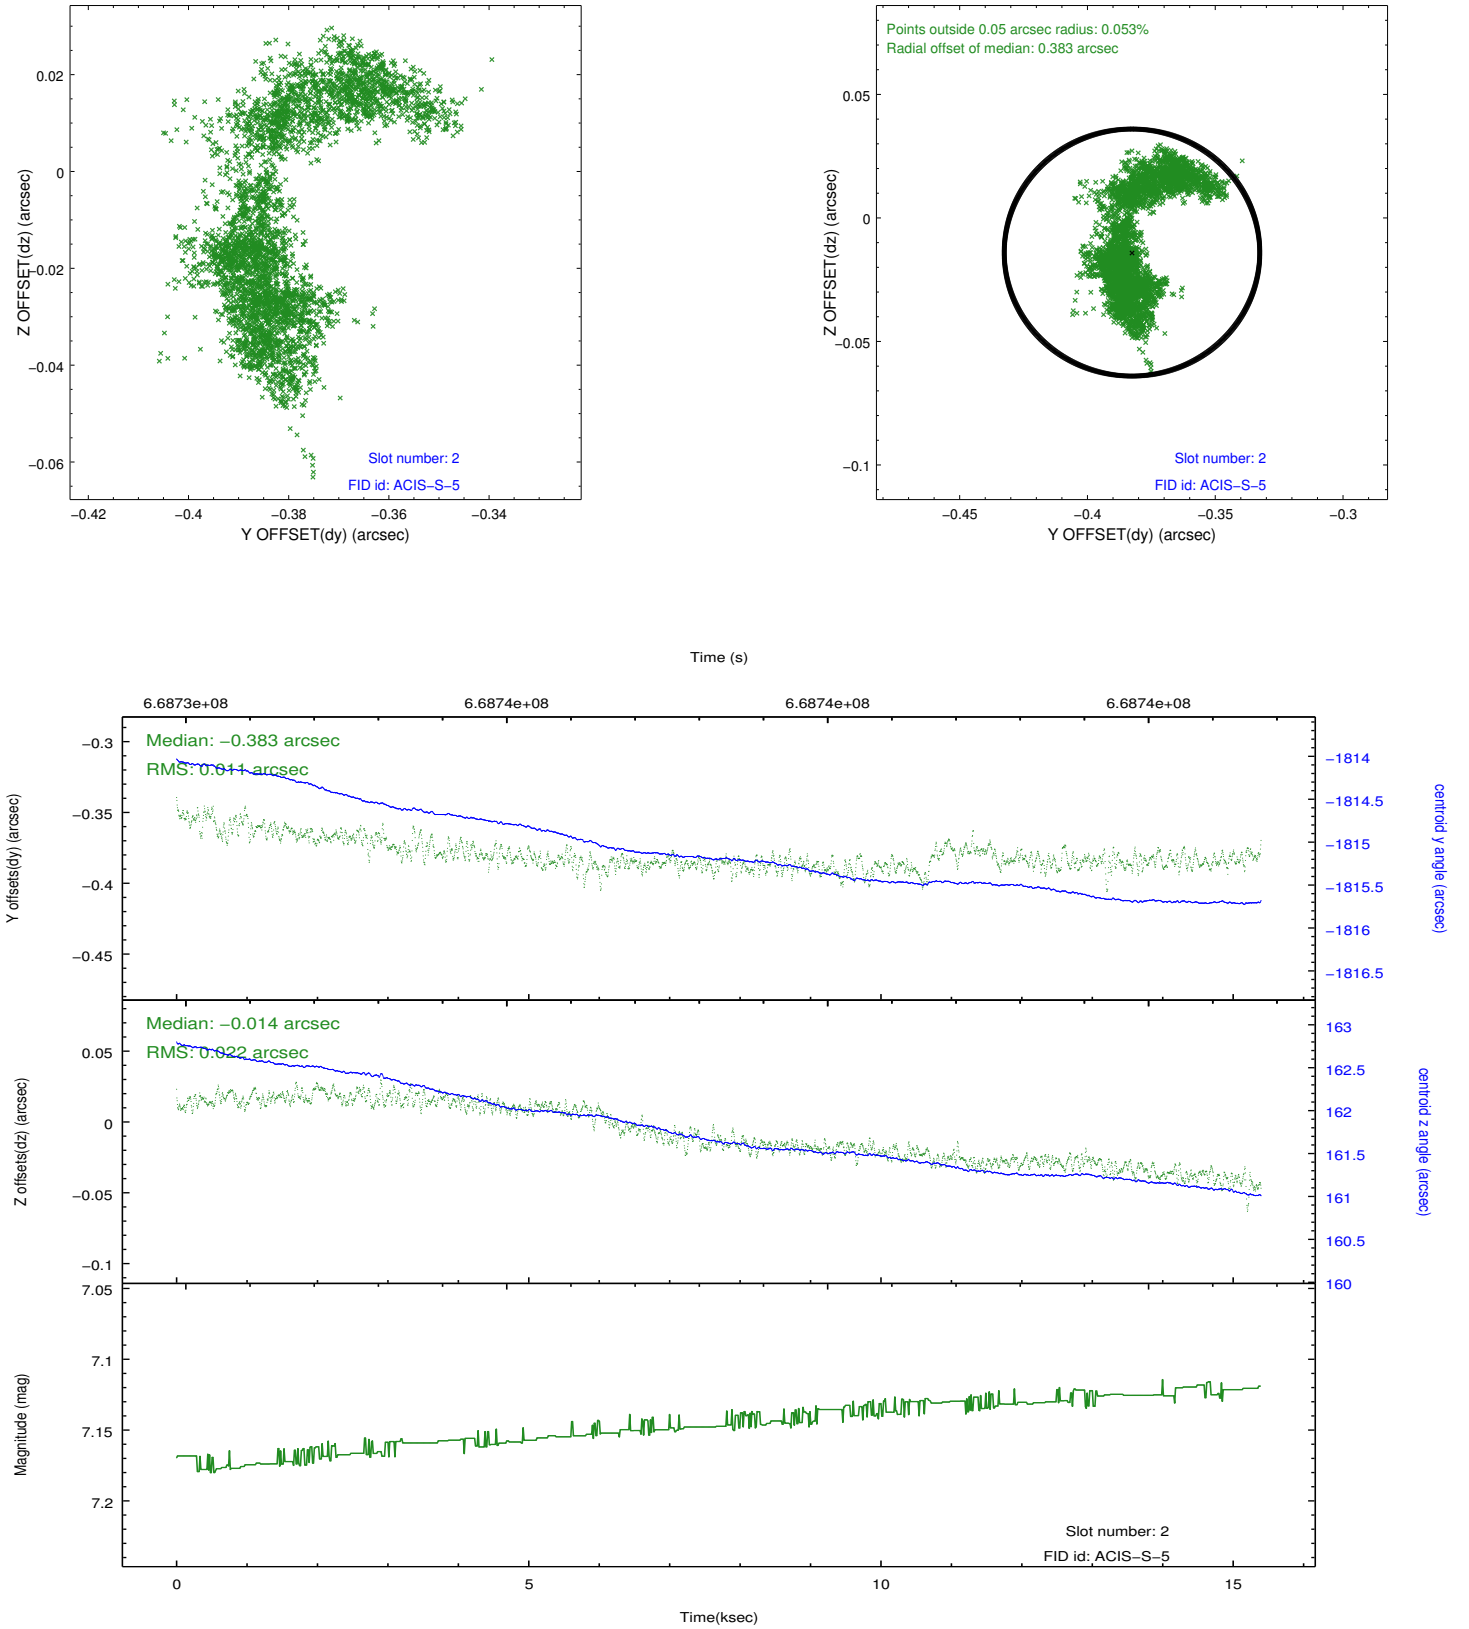 0.02
0
−0.02
−0.04
−0.06
Z OFFSET(dz) (arcsec)
Slot number: 2
FID id: ACIS−S−5
−0.42
−0.4
−0.38
−0.36
−0.34
Y OFFSET(dy) (arcsec)
Points outside 0.05 arcsec radius: 0.053%
Radial offset of median: 0.383 arcsec
0.05
0
−0.05
−0.1
Z OFFSET(dz) (arcsec)
Slot number: 2
FID id: ACIS−S−5
−0.45
−0.4
−0.35
−0.3
Y OFFSET(dy) (arcsec)
Time (s)
6.6873e+08
6.6874e+08
6.6874e+08
6.6874e+08
Median: −0.383 arcsec
RMS: 0.011 arcsec
−0.3
−0.35
−0.4
−0.45
Y offsets(dy) (arcsec)
−1814
−1814.5
−1815
−1815.5
−1816
−1816.5
centroid y angle (arcsec)
Median: −0.014 arcsec
RMS: 0.022 arcsec
0.05
0
−0.05
−0.1
Z offsets(dz) (arcsec)
163
162.5
162
161.5
161
160.5
160
centroid z angle (arcsec)
7.05
7.1
7.15
7.2
Magnitude (mag)
Slot number: 2
FID id: ACIS−S−5
0
5
10
15
Time(ksec)